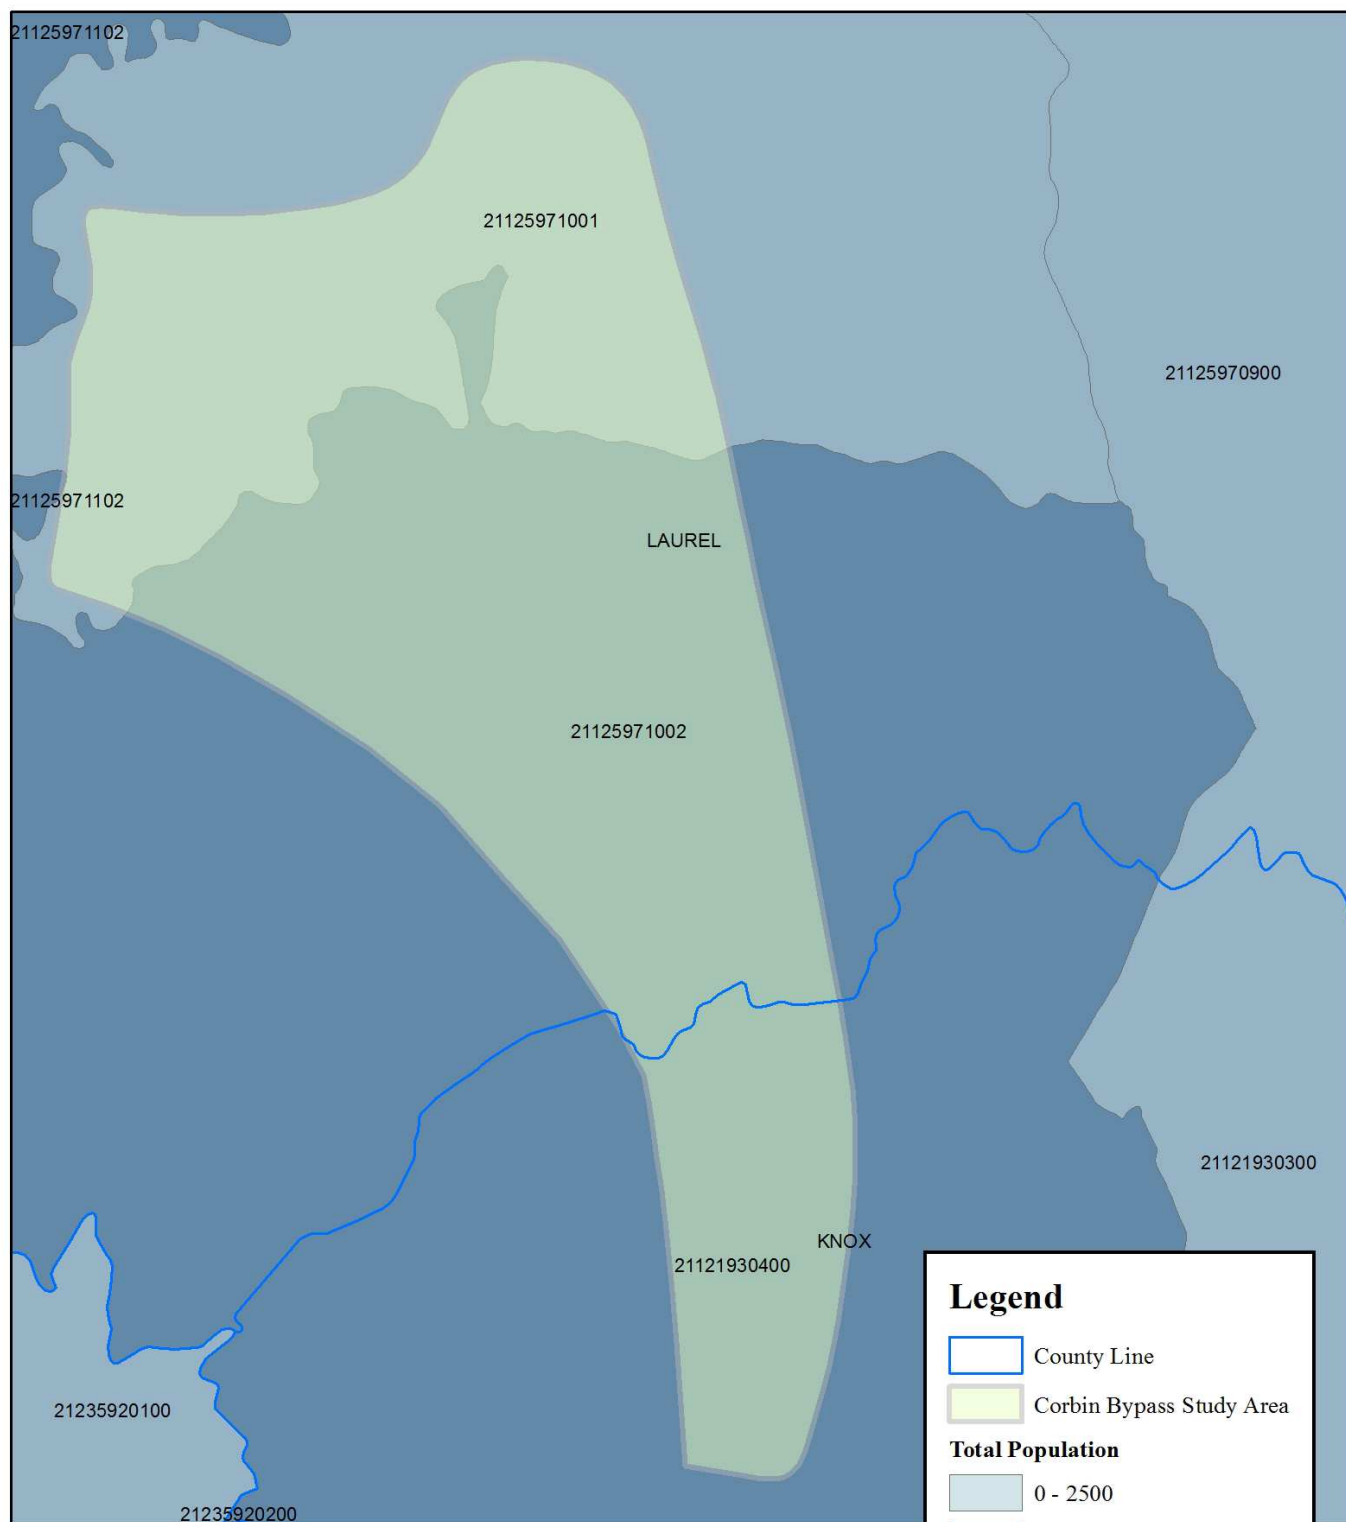 21125971102
21125971001
21125970900
21125971102
LAUREL
21125971002
21121930300
KNOX
21121930400
Legend
County Line
Corbin Bypass Study Area
Total Population
0 - 2500
21235920100
21235920200